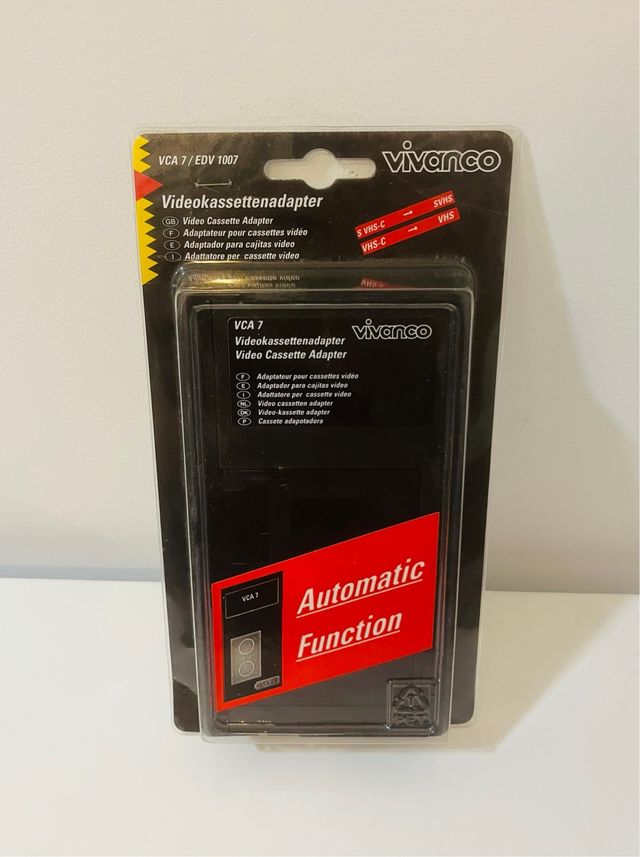 VCA 7 / EDV 1007
vivanco
Videokassettenadapter
GB Video Cassette Adapter
F Adaptateur pour cassettes vidéo
E Adaptador para cajitas video
I Adattatore per cassette video
S VHS-C → SVHS
VHS-C → VHS
VCA 7
vivanco
Videokassettenadapter
Video Cassette Adapter
F Adaptateur pour cassettes vidéo
E Adaptador para cajitas video
I Adattatore per cassette video
NL Video cassetten adapter
DK Video-kassette adapter
P Cassete adapotadora
Automatic
Function
VCA 7
1
PET